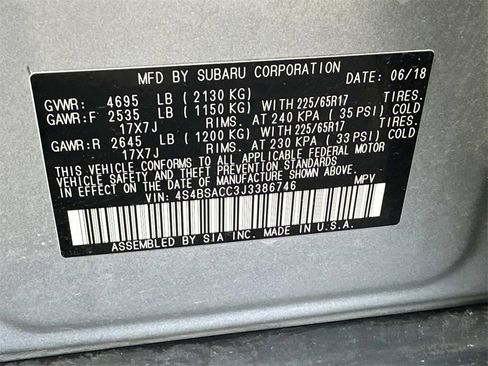 MFD BY SUBARU CORPORATION DATE: 06/18
GVWR: 4695 LB (2130 KG)
GAWR:F 2535 LB (1150 KG) WITH 225/65R17 TIRES.
17X7J RIMS. AT 240 KPA (35 PSI) COLD
GAWR:R 2645 LB (1200 KG) WITH 225/65R17 TIRES.
17X7J RIMS. AT 230 KPA (33 PSI) COLD
THIS VEHICLE CONFORMS TO ALL APPLICABLE FEDERAL MOTOR
VEHICLE SAFETY AND THEFT PREVENTION STANDARDS
IN EFFECT ON THE DATE OF MANUFACTURE SHOWN ABOVE.
VIN: 4S4BSACC3J3386746 MPV
ASSEMBLED BY SIA INC. MADE IN U.S.A.